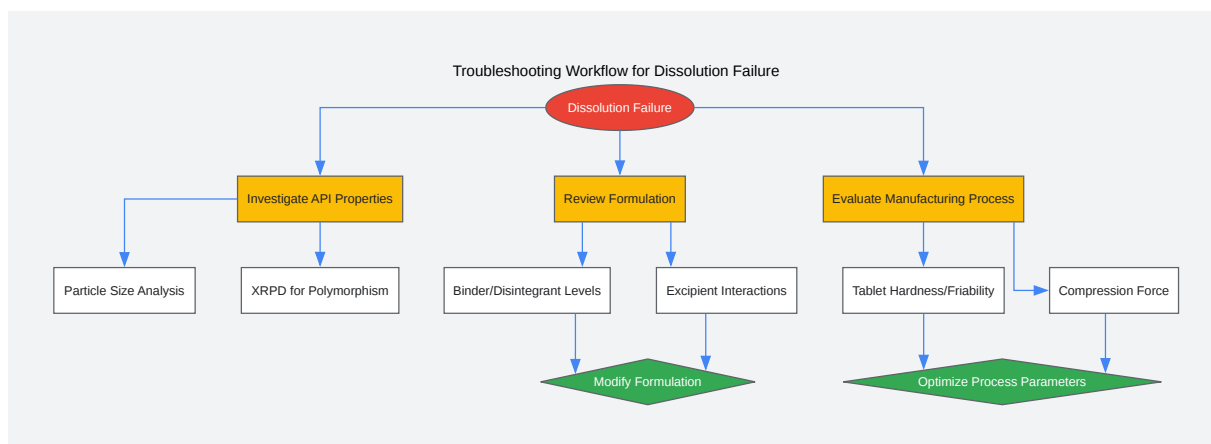 Troubleshooting Workflow for Dissolution Failure
Dissolution Failure
Investigate API Properties
Review Formulation
Evaluate Manufacturing Process
Particle Size Analysis
XRPD for Polymorphism
Binder/Disintegrant Levels
Excipient Interactions
Tablet Hardness/Friability
Compression Force
Modify Formulation
Optimize Process Parameters